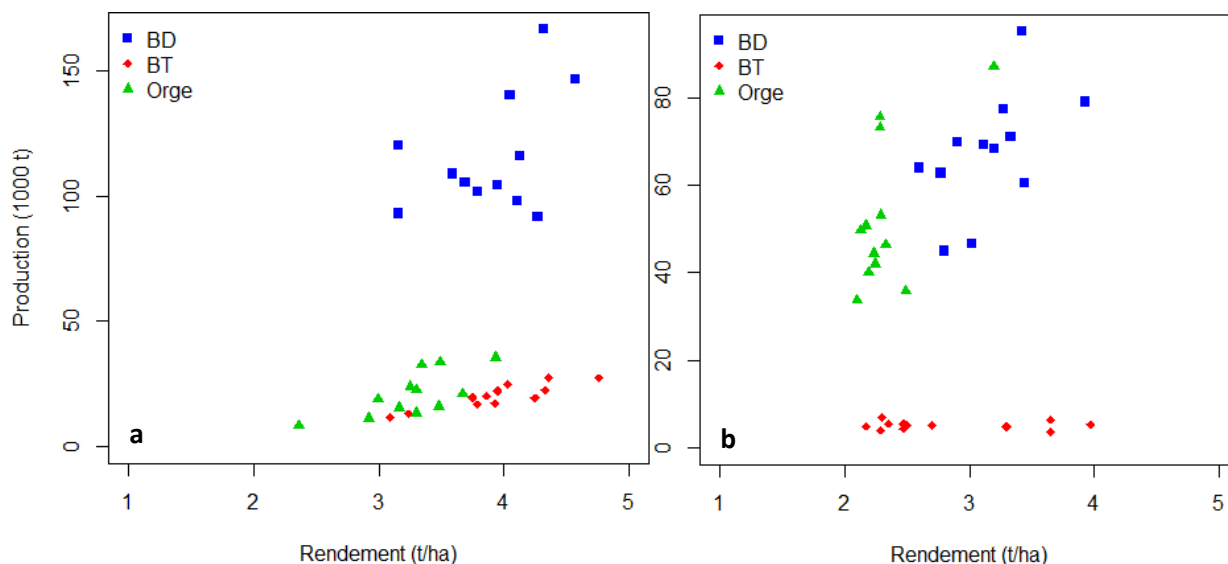 BD
BT
Orge
Production (1000 t)
150
100
50
0
a
1 2 3 4 5
Rendement (t/ha)
BD
BT
Orge
80
60
40
20
0
b
1 2 3 4 5
Rendement (t/ha)